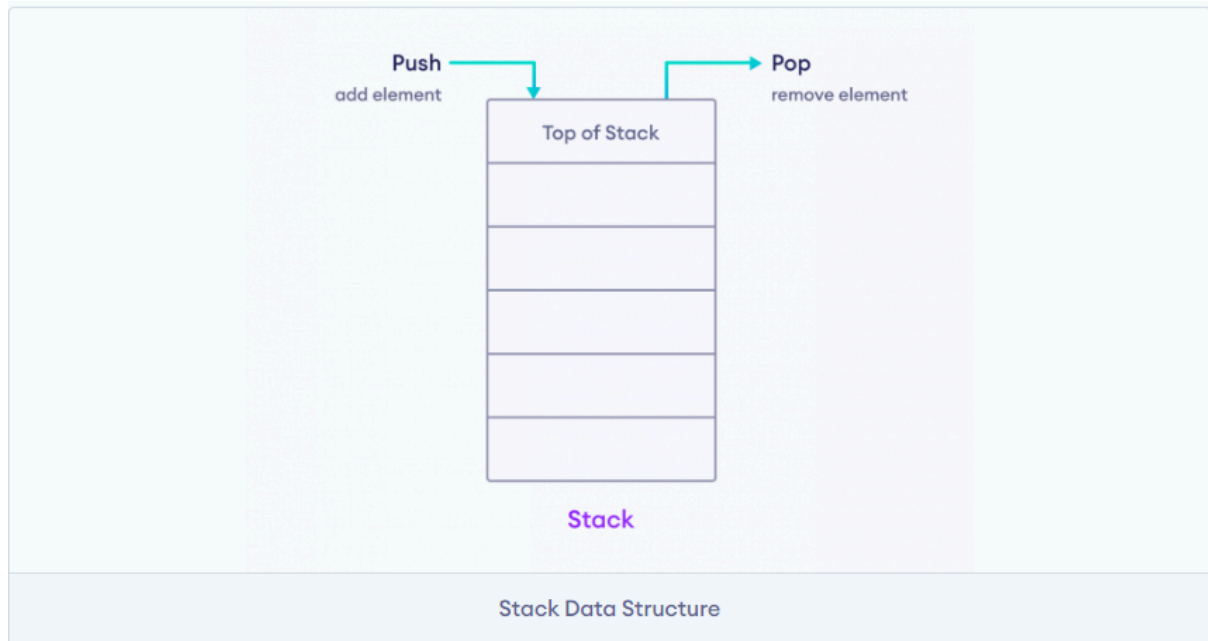 Push
add element
Pop
remove element
Top of Stack
Stack
Stack Data Structure